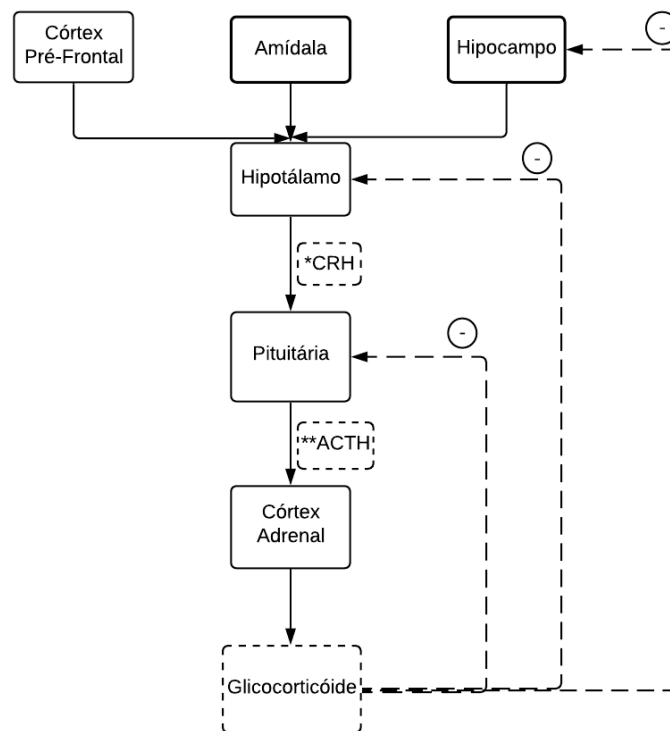 Córtex
Pré-Frontal
Amídala
Hipocampo
-
Hipotálamo
-
*CRH
Pituitária
-
**ACTH
Córtex
Adrenal
Glicocorticóide